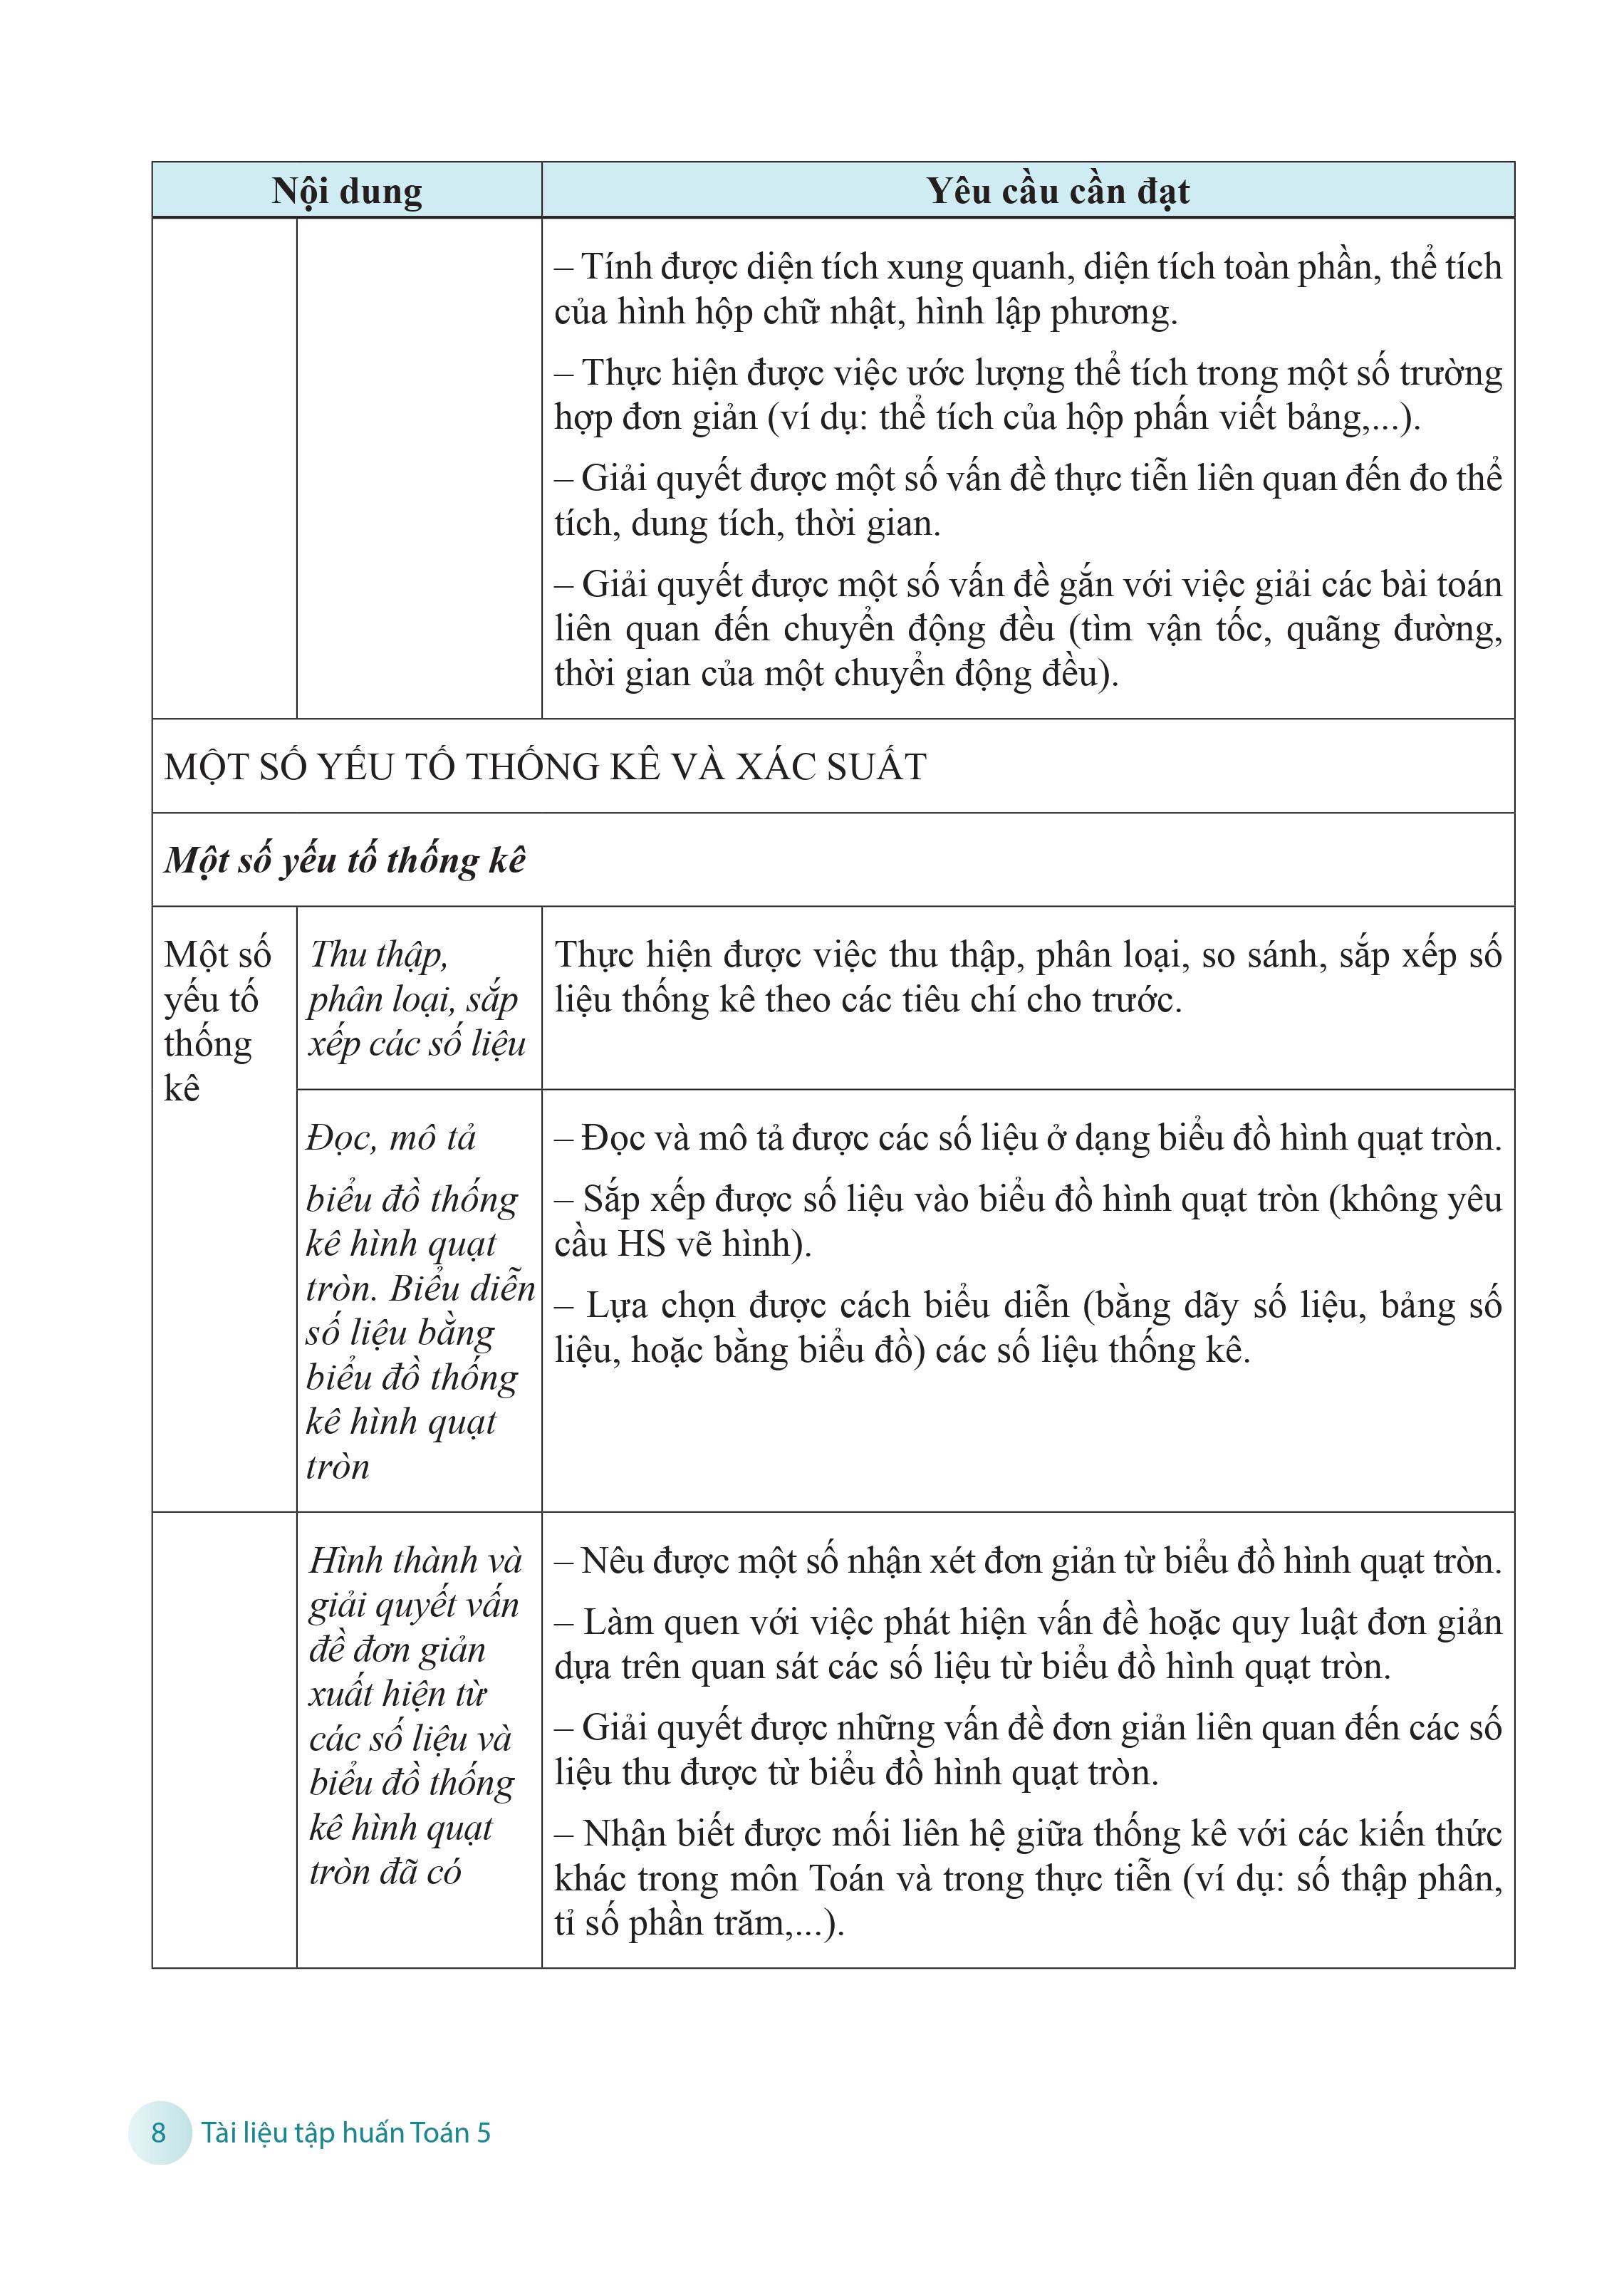 Nội dung
Yêu cầu cần đạt
– Tính được diện tích xung quanh, diện tích toàn phần, thể tích
của hình hộp chữ nhật, hình lập phương.
– Thực hiện được việc ước lượng thể tích trong một số trường
hợp đơn giản (ví dụ: thể tích của hộp phấn viết bảng,...).
– Giải quyết được một số vấn đề thực tiễn liên quan đến đo thể
tích, dung tích, thời gian.
– Giải quyết được một số vấn đề gắn với việc giải các bài toán
liên quan đến chuyển động đều (tìm vận tốc, quãng đường,
thời gian của một chuyển động đều).
MỘT SỐ YẾU TỐ THỐNG KÊ VÀ XÁC SUẤT
Một số yếu tố thống kê
Một số
yếu tố
thống
kê
Thu thập,
phân loại, sắp
xếp các số liệu
Thực hiện được việc thu thập, phân loại, so sánh, sắp xếp số
liệu thống kê theo các tiêu chí cho trước.
Đọc, mô tả
biểu đồ thống
kê hình quạt
tròn. Biểu diễn
số liệu bằng
biểu đồ thống
kê hình quạt
tròn
– Đọc và mô tả được các số liệu ở dạng biểu đồ hình quạt tròn.
– Sắp xếp được số liệu vào biểu đồ hình quạt tròn (không yêu
cầu HS vẽ hình).
– Lựa chọn được cách biểu diễn (bằng dãy số liệu, bảng số
liệu, hoặc bằng biểu đồ) các số liệu thống kê.
Hình thành và
giải quyết vấn
đề đơn giản
xuất hiện từ
các số liệu và
biểu đồ thống
kê hình quạt
tròn đã có
– Nêu được một số nhận xét đơn giản từ biểu đồ hình quạt tròn.
– Làm quen với việc phát hiện vấn đề hoặc quy luật đơn giản
dựa trên quan sát các số liệu từ biểu đồ hình quạt tròn.
– Giải quyết được những vấn đề đơn giản liên quan đến các số
liệu thu được từ biểu đồ hình quạt tròn.
– Nhận biết được mối liên hệ giữa thống kê với các kiến thức
khác trong môn Toán và trong thực tiễn (ví dụ: số thập phân,
tỉ số phần trăm,...).
8 Tài liệu tập huấn Toán 5